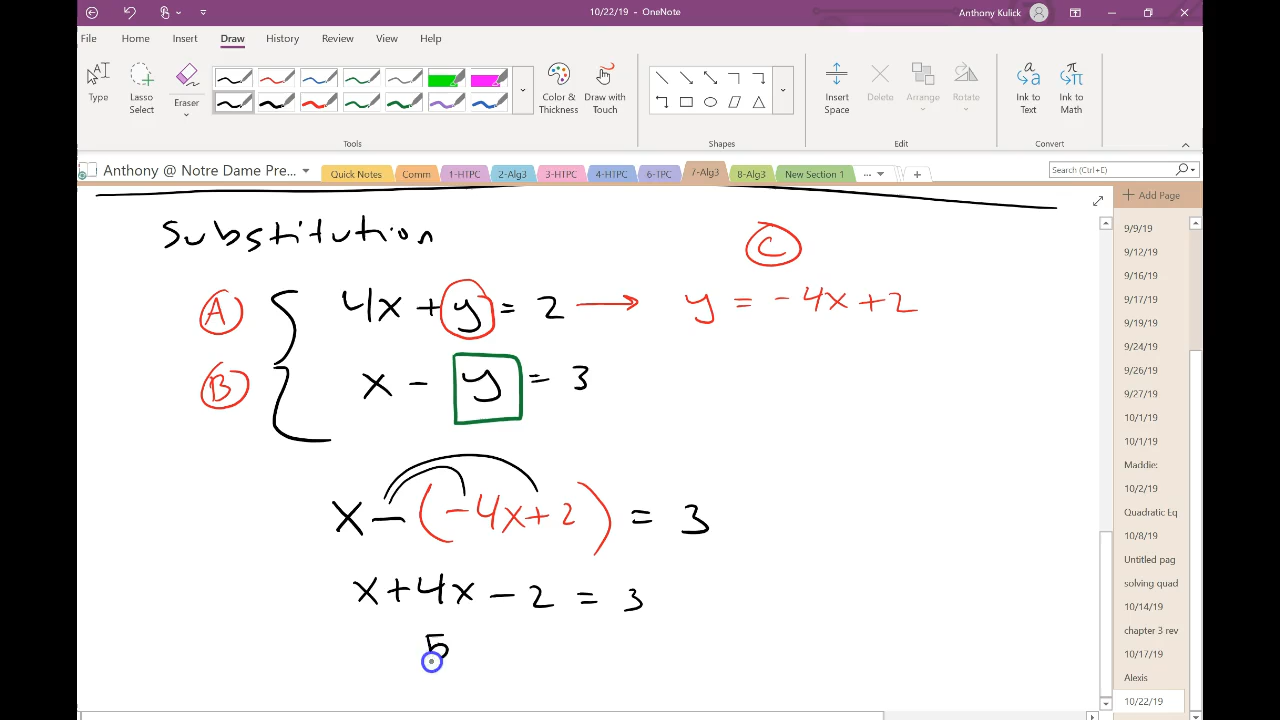 10/22/19 - OneNote
Anthony Kulick
File Home Insert Draw History Review View Help
Type
Lasso Select
Eraser
Color & Thickness
Draw with Touch
Insert Space
Delete
Arrange
Rotate
Ink to Text
Ink to Math
Tools Shapes Edit Convert
Anthony @ Notre Dame Pre...
Quick Notes Comm 1-HTPC 2-Alg3 3-HTPC 4-HTPC 6-TPC 7-Alg3 8-Alg3 New Section 1 ... +
Search (Ctrl+E)
+ Add Page
9/9/19
9/12/19
9/16/19
9/17/19
9/19/19
9/24/19
9/26/19
9/27/19
10/1/19
10/1/19
Maddie:
10/2/19
Quadratic Eq
10/8/19
Untitled pag
solving quad
10/14/19
chapter 3 rev
10/17/19
Alexis
10/22/19
Substitution
C
A 4x + y = 2 → y = -4x + 2
B x - y = 3
x - (-4x + 2) = 3
x + 4x - 2 = 3
5